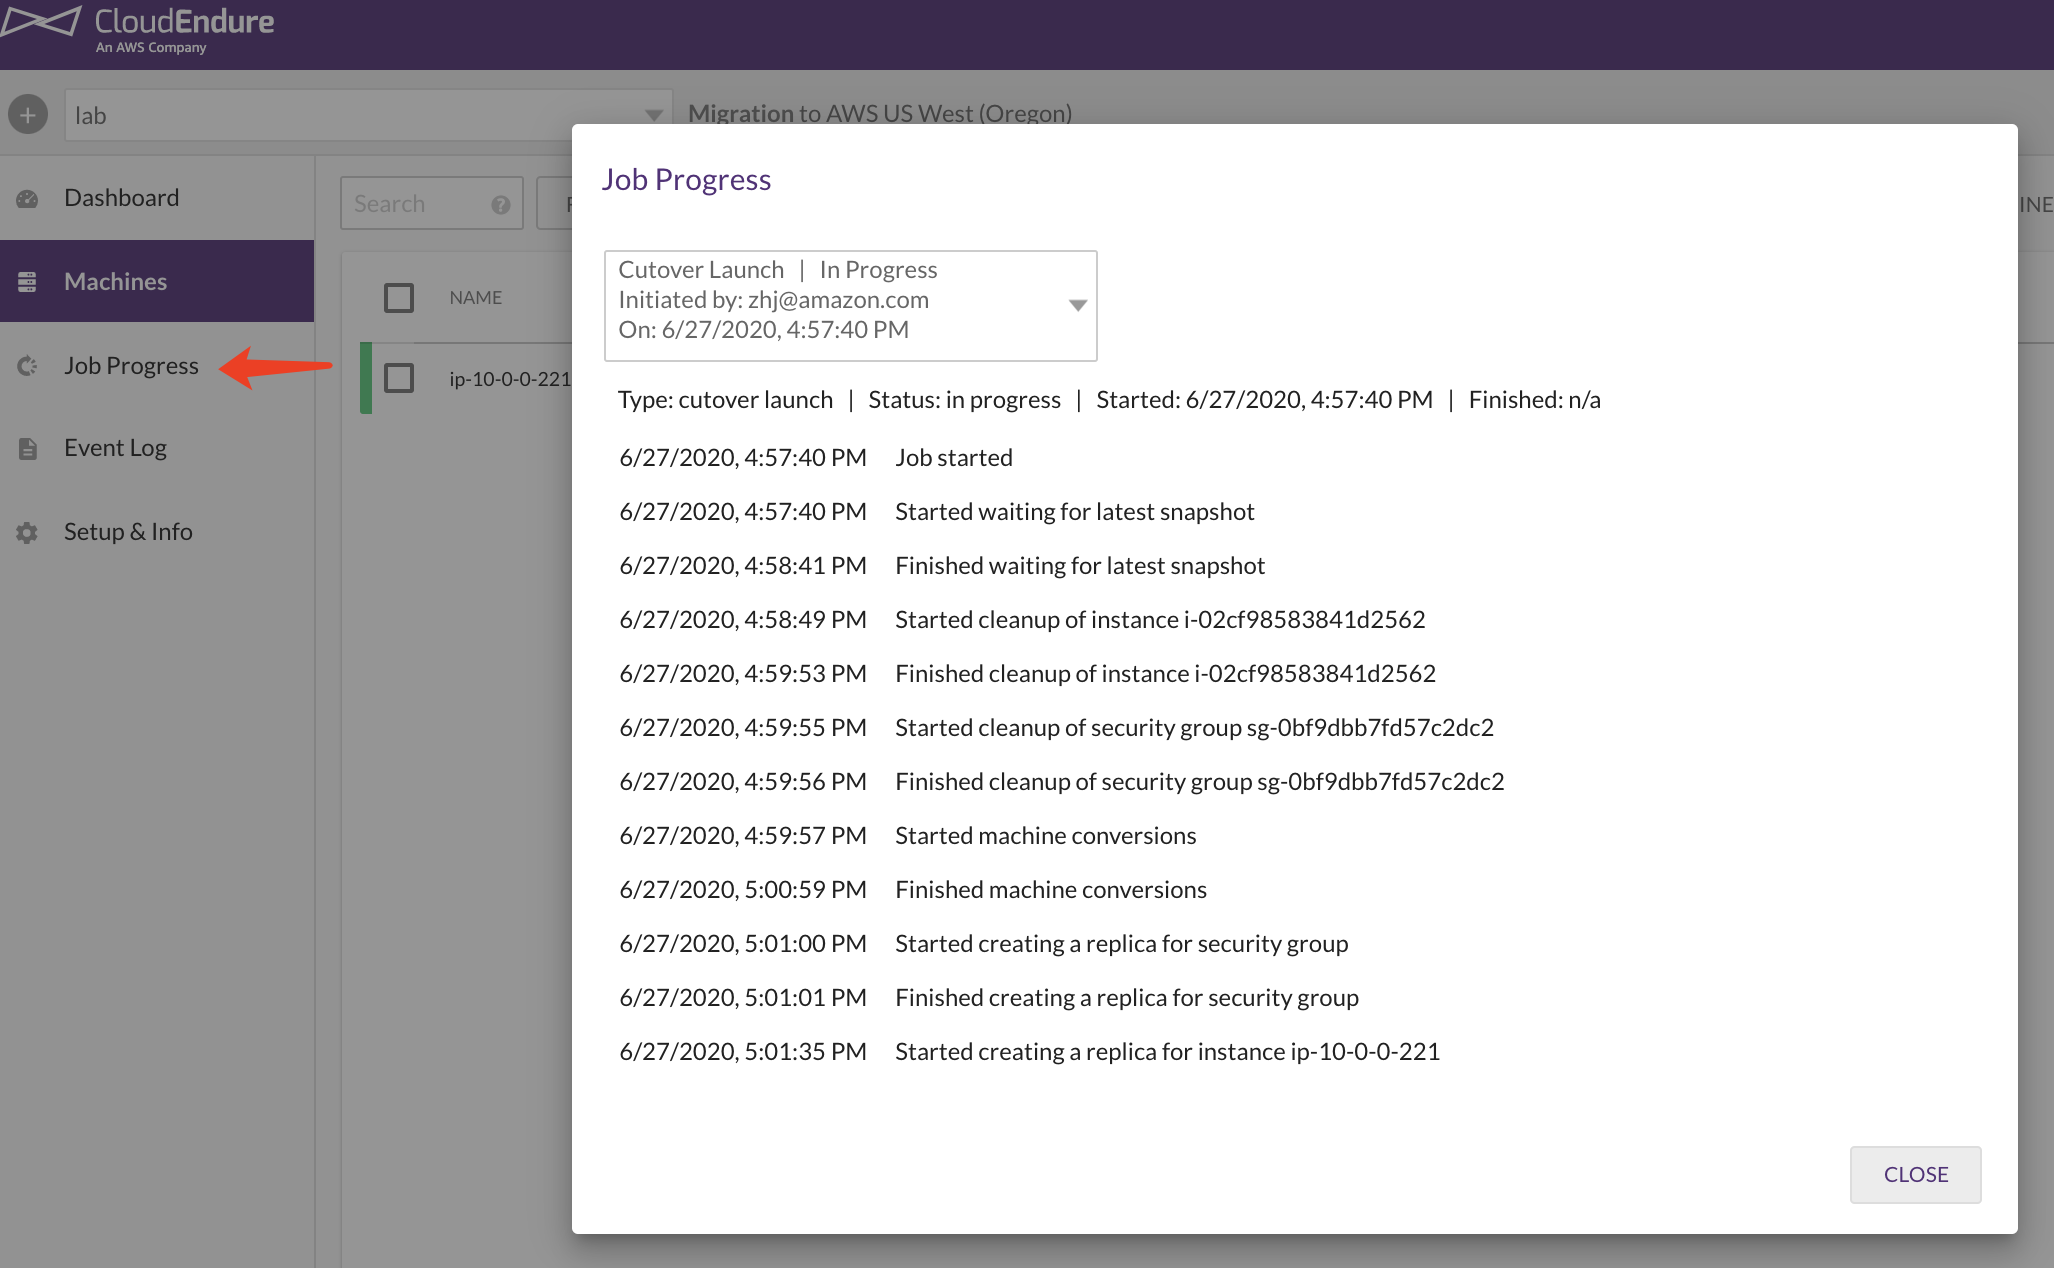 CloudEndure
An AWS Company
lab
Migration to AWS US West (Oregon)
Dashboard
Machines
Job Progress
Event Log
Setup & Info
Search
INE
NAME
ip-10-0-0-221
Job Progress
Cutover Launch | In Progress
Initiated by: zhj@amazon.com
On: 6/27/2020, 4:57:40 PM
Type: cutover launch | Status: in progress | Started: 6/27/2020, 4:57:40 PM | Finished: n/a
6/27/2020, 4:57:40 PM Job started
6/27/2020, 4:57:40 PM Started waiting for latest snapshot
6/27/2020, 4:58:41 PM Finished waiting for latest snapshot
6/27/2020, 4:58:49 PM Started cleanup of instance i-02cf98583841d2562
6/27/2020, 4:59:53 PM Finished cleanup of instance i-02cf98583841d2562
6/27/2020, 4:59:55 PM Started cleanup of security group sg-0bf9dbb7fd57c2dc2
6/27/2020, 4:59:56 PM Finished cleanup of security group sg-0bf9dbb7fd57c2dc2
6/27/2020, 4:59:57 PM Started machine conversions
6/27/2020, 5:00:59 PM Finished machine conversions
6/27/2020, 5:01:00 PM Started creating a replica for security group
6/27/2020, 5:01:01 PM Finished creating a replica for security group
6/27/2020, 5:01:35 PM Started creating a replica for instance ip-10-0-0-221
CLOSE